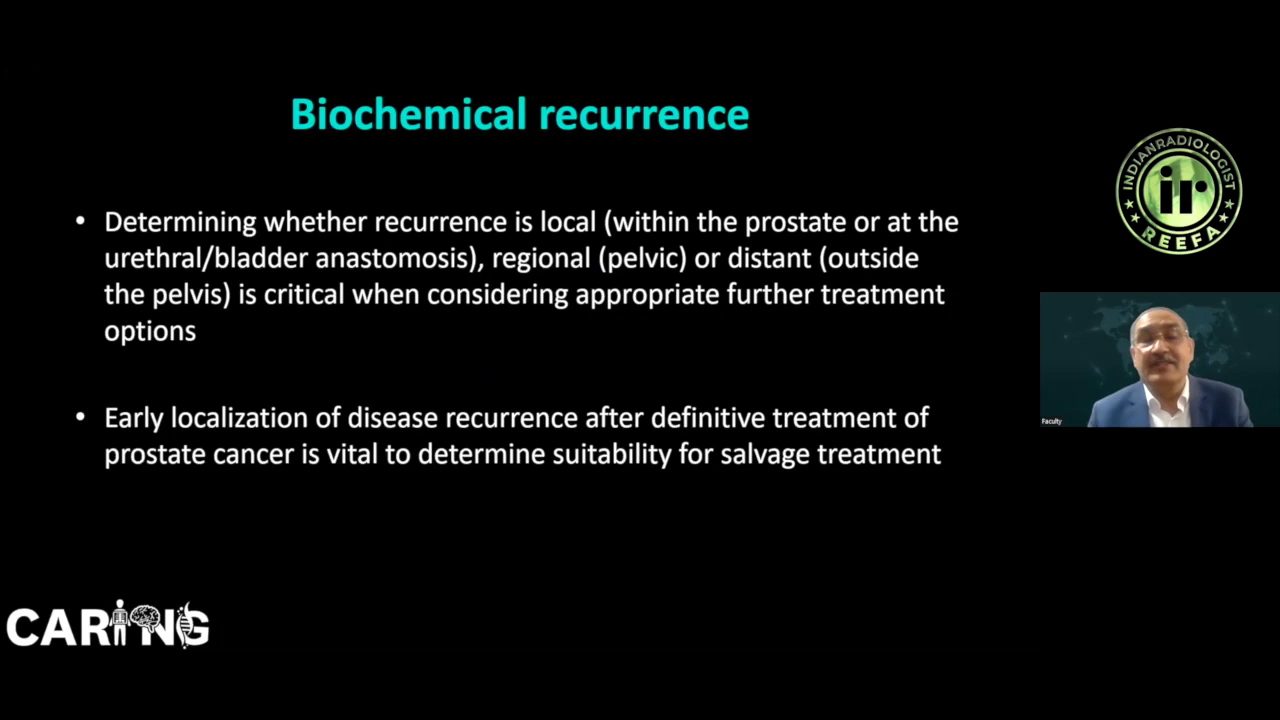 Biochemical recurrence
• Determining whether recurrence is local (within the prostate or at the
urethral/bladder anastomosis), regional (pelvic) or distant (outside
the pelvis) is critical when considering appropriate further treatment
options
• Early localization of disease recurrence after definitive treatment of
prostate cancer is vital to determine suitability for salvage treatment
INDIANRADIOLOGIST
ir
REEFA
Faculty
CARING